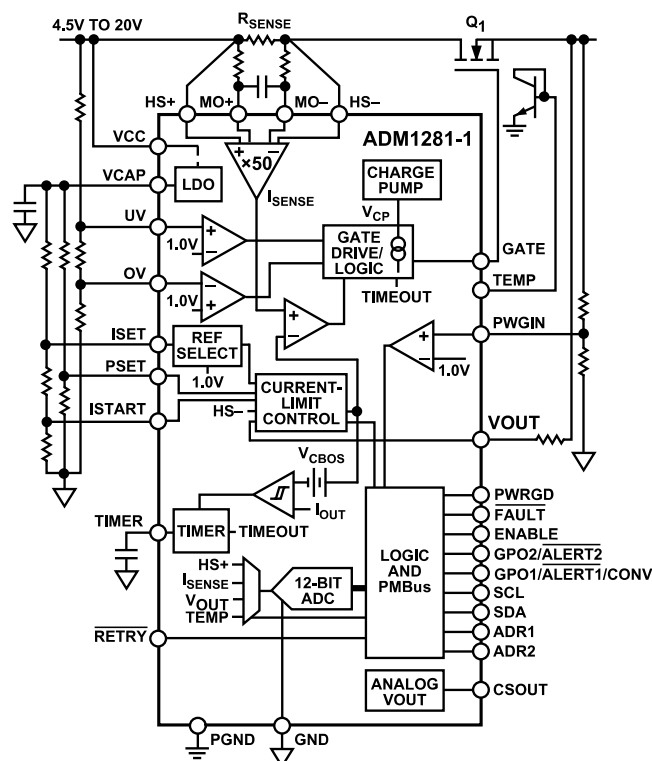 4.5V TO 20V
RSENSE
Q1
HS+
MO+
MO–
HS–
ADM1281-1
VCC
VCAP
LDO
+
–
×50
ISENSE
CHARGE
PUMP
VCP
UV
1.0V
+
–
GATE
DRIVE/
LOGIC
GATE
TEMP
TIMEOUT
OV
1.0V
–
+
+
–
PWGIN
+
–
1.0V
ISET
REF
SELECT
1.0V
PSET
CURRENT-
LIMIT
CONTROL
HS–
ISTART
VOUT
VCBOS
IOUT
TIMER
TIMER
TIMEOUT
LOGIC
AND
PMBus
PWRGD
FAULT
ENABLE
GPO2/ALERT2
GPO1/ALERT1/CONV
SCL
SDA
ADR1
ADR2
HS+
ISENSE
VOUT
TEMP
12-BIT
ADC
RETRY
ANALOG
VOUT
CSOUT
PGND
GND